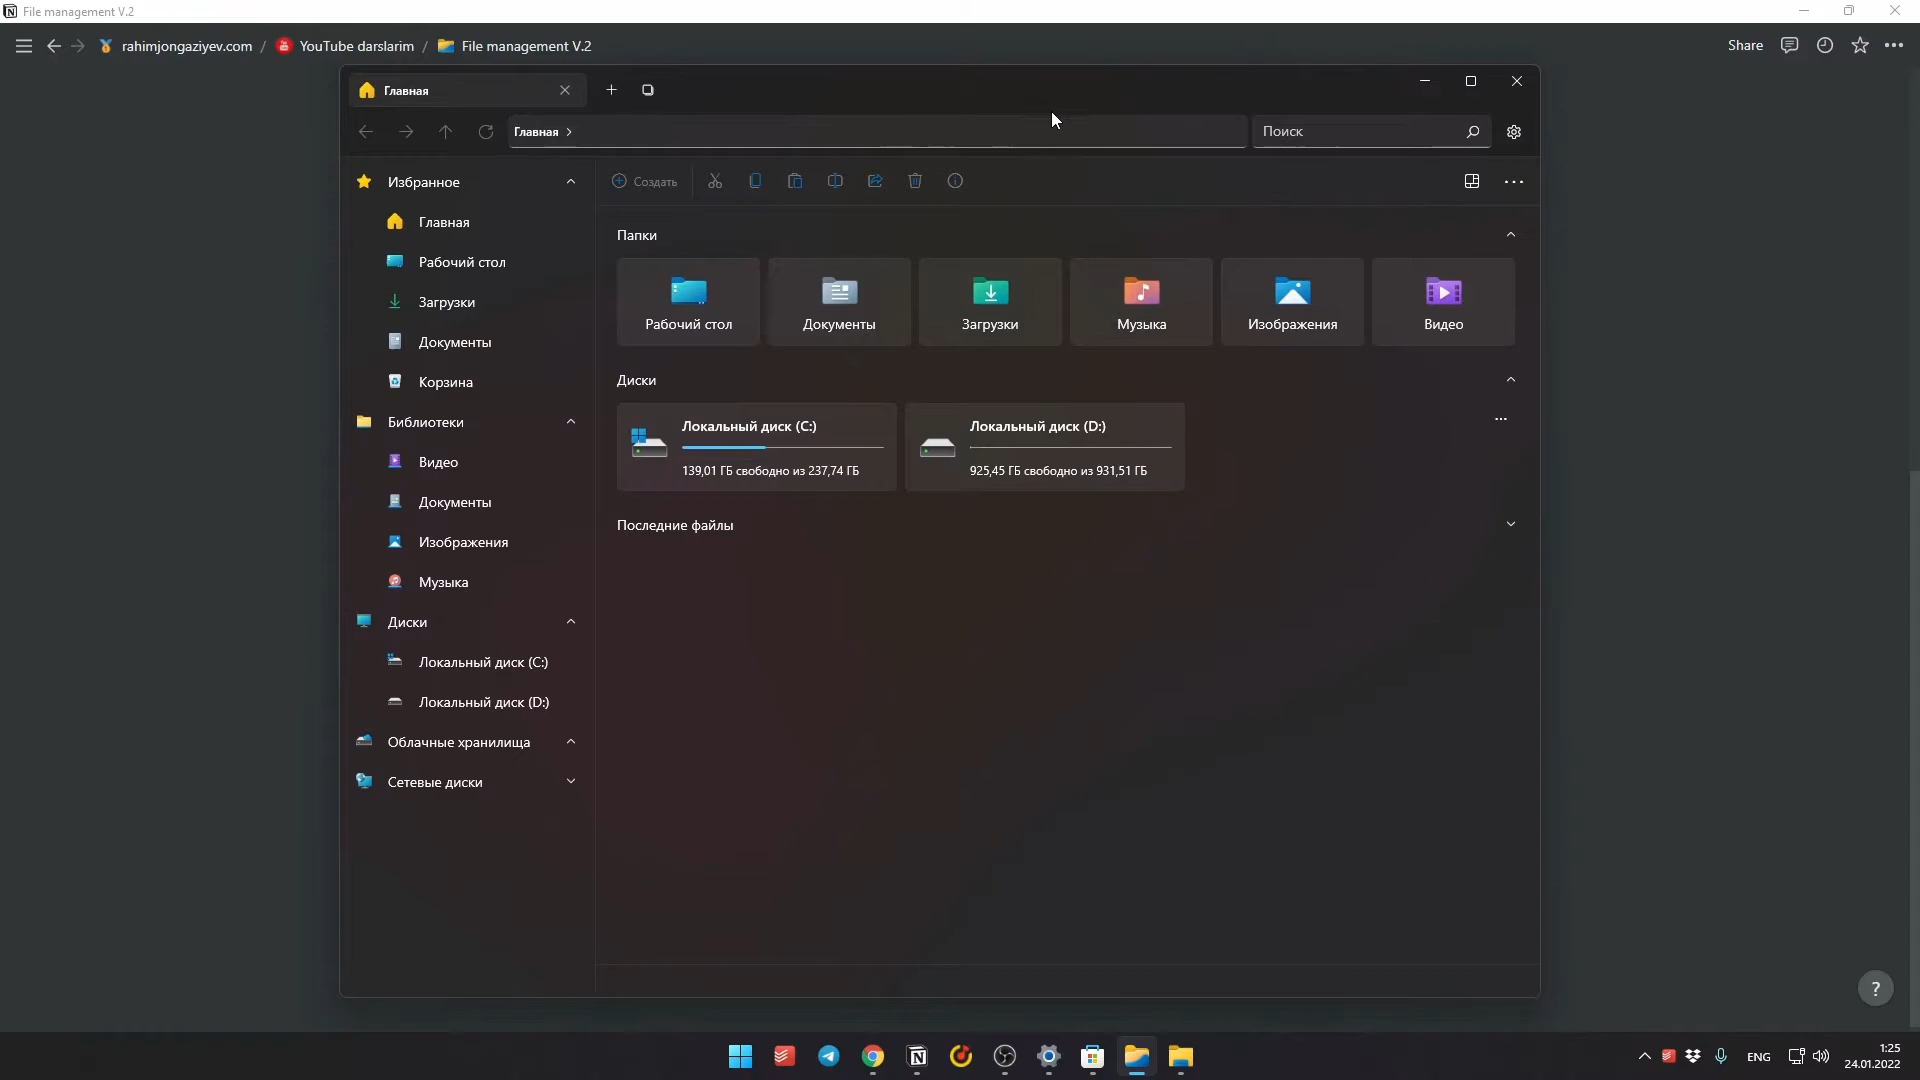 File management V.2
rahimjongaziyev.com / YouTube darslarim / File management V.2
Share
Главная
Главная
Поиск
Избранное
Создать
Главная
Рабочий стол
Загрузки
Документы
Корзина
Библиотеки
Видео
Документы
Изображения
Музыка
Диски
Локальный диск (C:)
Локальный диск (D:)
Облачные хранилища
Сетевые диски
Папки
Рабочий стол
Документы
Загрузки
Музыка
Изображения
Видео
Диски
Локальный диск (C:)
139,01 ГБ свободно из 237,74 ГБ
Локальный диск (D:)
925,45 ГБ свободно из 931,51 ГБ
Последние файлы
?
ENG
1:25
24.01.2022